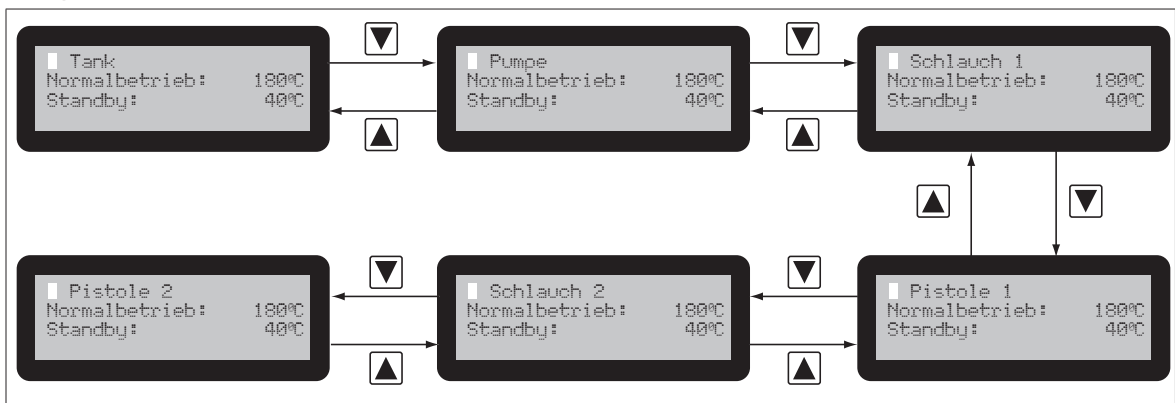 Tank
Normalbetrieb: 180°C
Standby: 40°C
Pumpe
Normalbetrieb: 180°C
Standby: 40°C
Schlauch 1
Normalbetrieb: 180°C
Standby: 40°C
Pistole 2
Normalbetrieb: 180°C
Standby: 40°C
Schlauch 2
Normalbetrieb: 180°C
Standby: 40°C
Pistole 1
Normalbetrieb: 180°C
Standby: 40°C